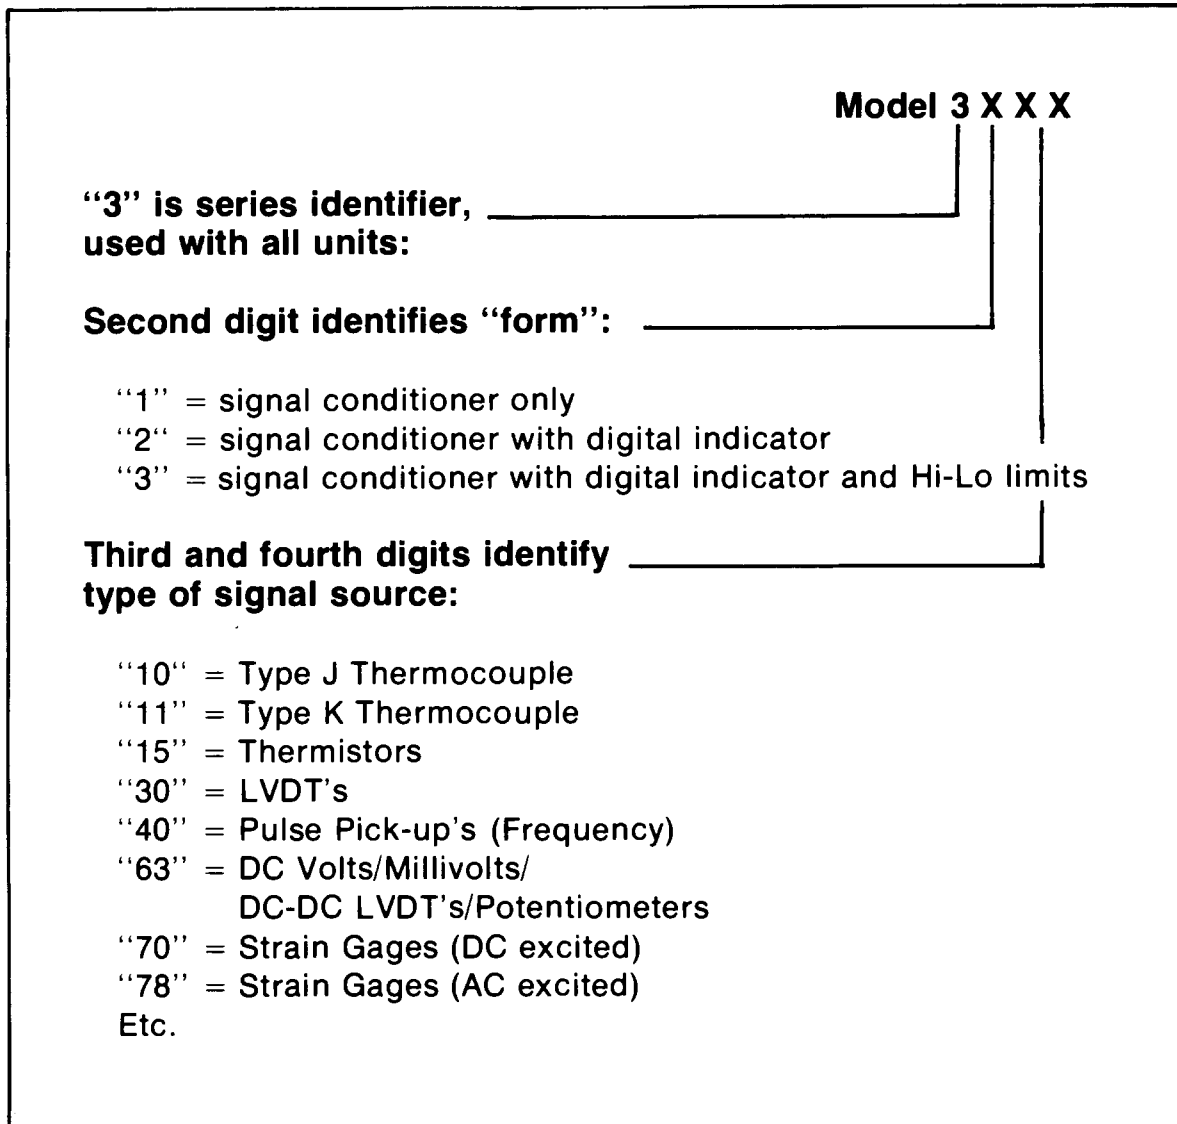 Model 3 X X X
“3” is series identifier,
used with all units:
Second digit identifies “form”:
“1” = signal conditioner only
“2“ = signal conditioner with digital indicator
“3” = signal conditioner with digital indicator and Hi-Lo limits
Third and fourth digits identify
type of signal source:
“10“ = Type J Thermocouple
“11” = Type K Thermocouple
“15” = Thermistors
“30” = LVDT's
“40” = Pulse Pick-up's (Frequency)
“63” = DC Volts/Millivolts/
DC-DC LVDT's/Potentiometers
“70” = Strain Gages (DC excited)
“78” = Strain Gages (AC excited)
Etc.